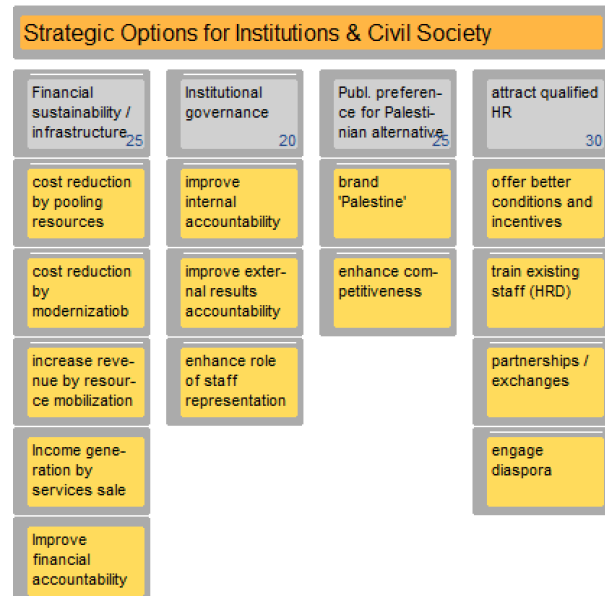 Strategic Options for Institutions & Civil Society
Financial
sustainability /
infrastructure
25
cost reduction
by pooling
resources
cost reduction
by
modernizatiob
increase reve-
nue by resour-
ce mobilization
Income gene-
ration by
services sale
Improve
financial
accountability
Institutional
governance
20
improve
internal
accountability
improve exter-
nal results
accountability
enhance role
of staff
representation
Publ. preferen-
ce for Palesti-
nian alternative
25
brand
'Palestine'
enhance com-
petitiveness
attract qualified
HR
30
offer better
conditions and
incentives
train existing
staff (HRD)
partnerships /
exchanges
engage
diaspora